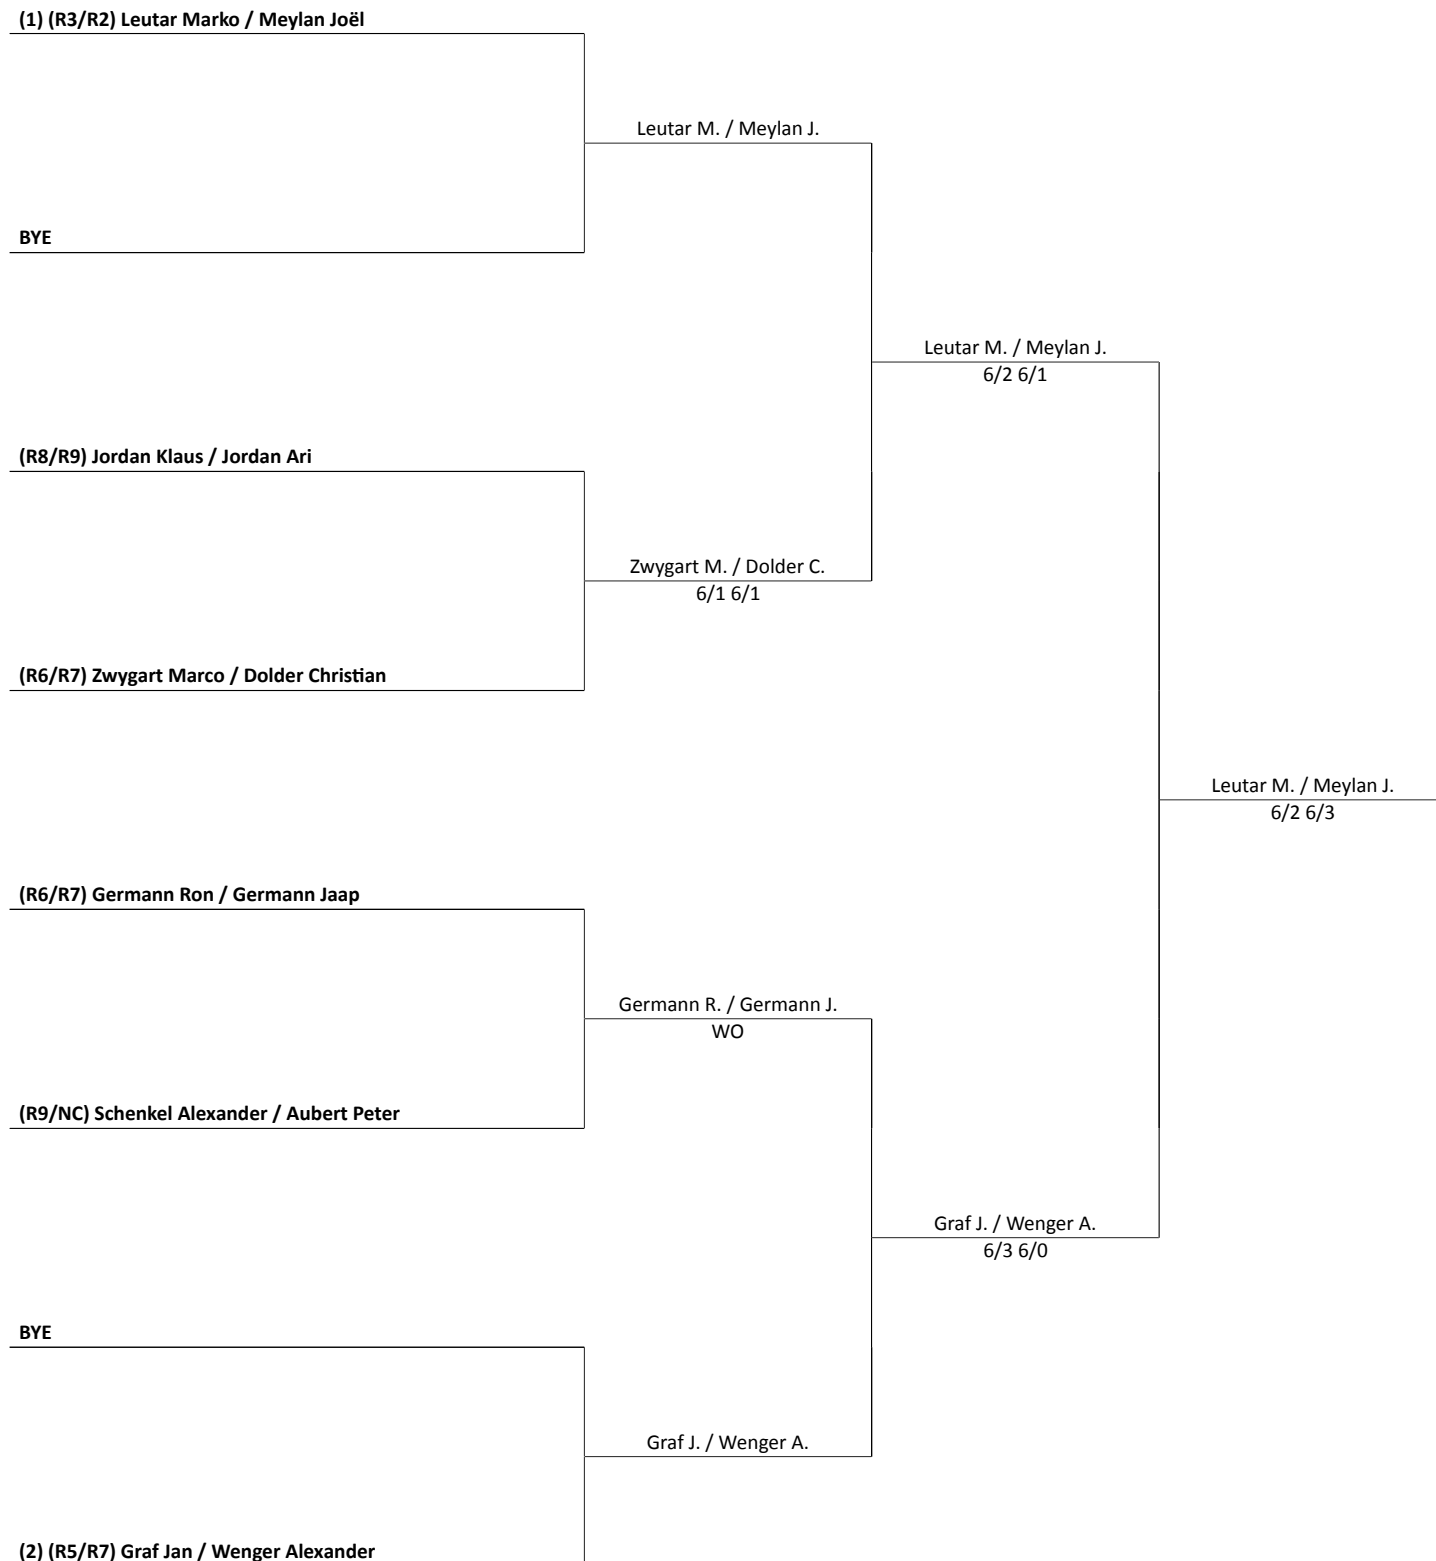 (1) (R3/R2) Leutar Marko / Meylan Joël
Leutar M. / Meylan J.
BYE
Leutar M. / Meylan J.
6/2 6/1
(R8/R9) Jordan Klaus / Jordan Ari
Zwygart M. / Dolder C.
6/1 6/1
(R6/R7) Zwygart Marco / Dolder Christian
Leutar M. / Meylan J.
6/2 6/3
(R6/R7) Germann Ron / Germann Jaap
Germann R. / Germann J.
WO
(R9/NC) Schenkel Alexander / Aubert Peter
Graf J. / Wenger A.
6/3 6/0
BYE
Graf J. / Wenger A.
(2) (R5/R7) Graf Jan / Wenger Alexander